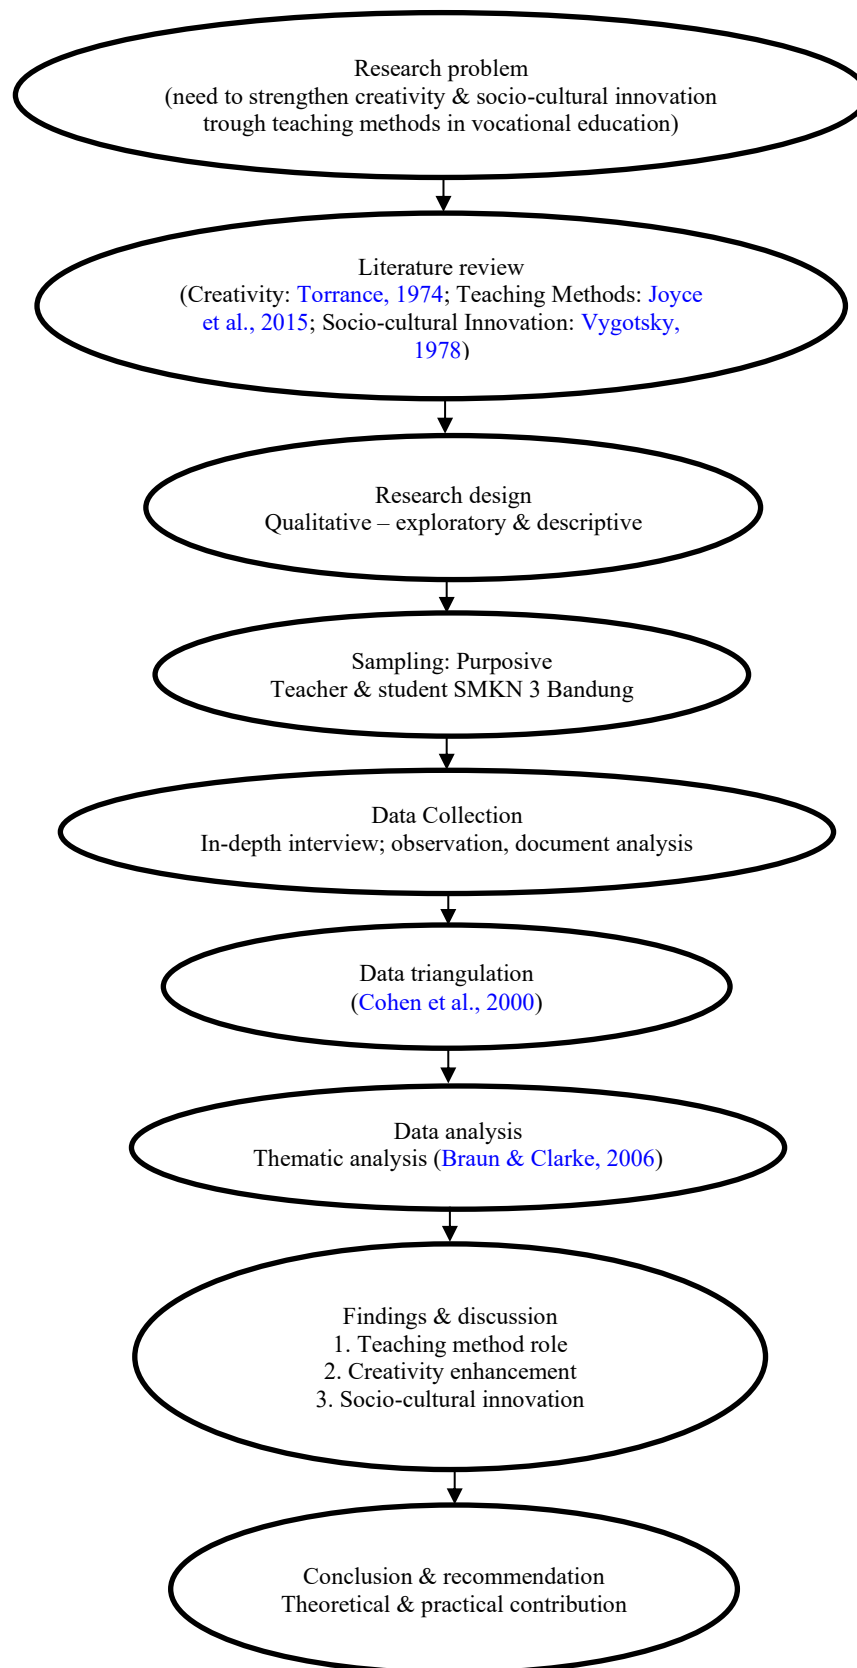 Research problem
(need to strengthen creativity & socio-cultural innovation
trough teaching methods in vocational education)
Literature review
(Creativity: Torrance, 1974; Teaching Methods: Joyce
et al., 2015; Socio-cultural Innovation: Vygotsky,
1978)
Research design
Qualitative – exploratory & descriptive
Sampling: Purposive
Teacher & student SMKN 3 Bandung
Data Collection
In-depth interview; observation, document analysis
Data triangulation
(Cohen et al., 2000)
Data analysis
Thematic analysis (Braun & Clarke, 2006)
Findings & discussion
1. Teaching method role
2. Creativity enhancement
3. Socio-cultural innovation
Conclusion & recommendation
Theoretical & practical contribution